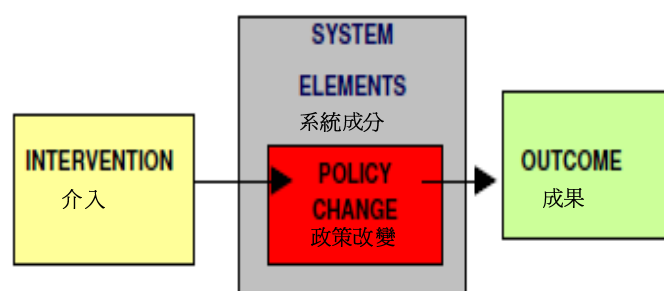 INTERVENTION
介入
SYSTEM
ELEMENTS
系統成分
POLICY
CHANGE
政策改變
OUTCOME
成果